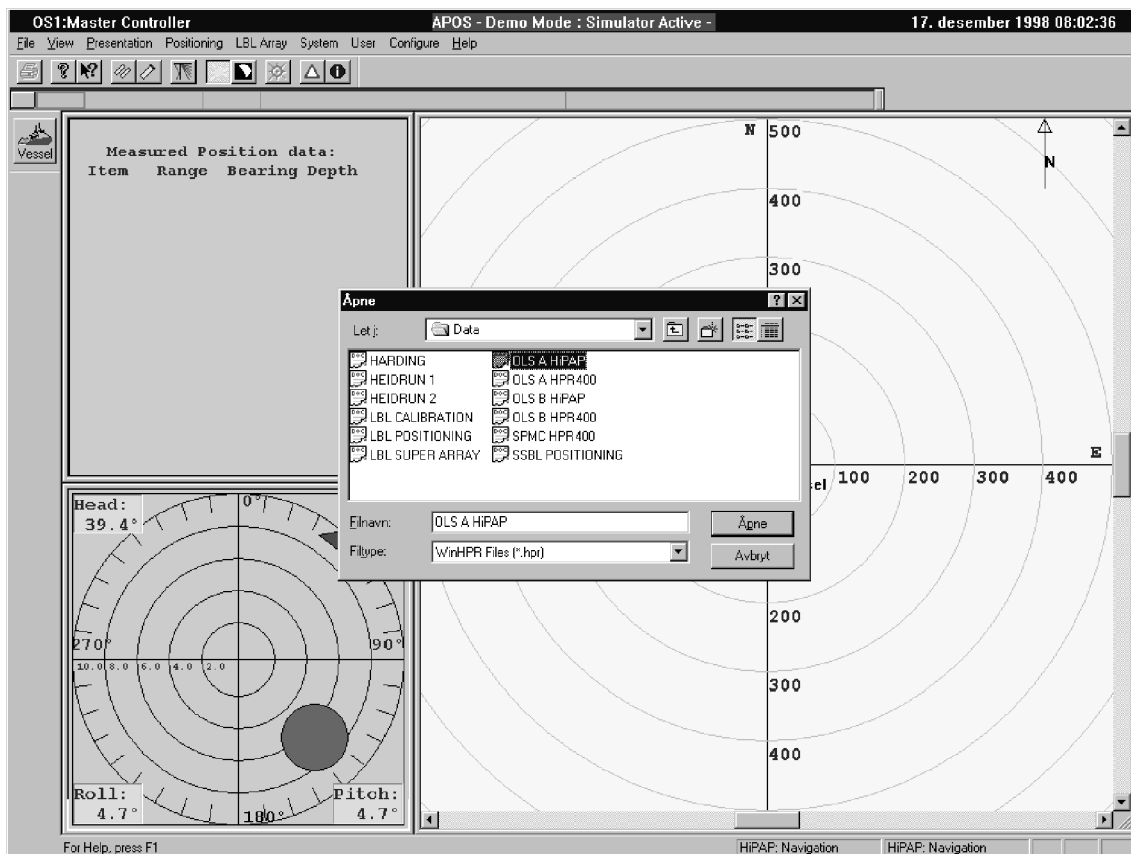 OS1:Master Controller APOS - Demo Mode : Simulator Active - 17. desember 1998 08:02:36
File View Presentation Positioning LBL Array System User Configure Help
Vessel
Measured Position data:
Item Range Bearing Depth
N 500
400
300
N
E
100 200 300 400
sel
200
300
400
Åpne
Let i: Data
HARDING
HEIDRUN 1
HEIDRUN 2
LBL CALIBRATION
LBL POSITIONING
LBL SUPER ARRAY
OLS A HiPAP
OLS A HPR400
OLS B HiPAP
OLS B HPR400
SPMC HPR400
SSBL POSITIONING
Filnavn: OLS A HiPAP Åpne
Filtype: WinHPR Files (*.hpr) Avbryt
Head:
39.4°
0°
270°
90°
10.0 8.0 6.0 4.0 2.0
180°
Roll:
4.7°
Pitch:
4.7°
For Help, press F1 HiPAP: Navigation HiPAP: Navigation